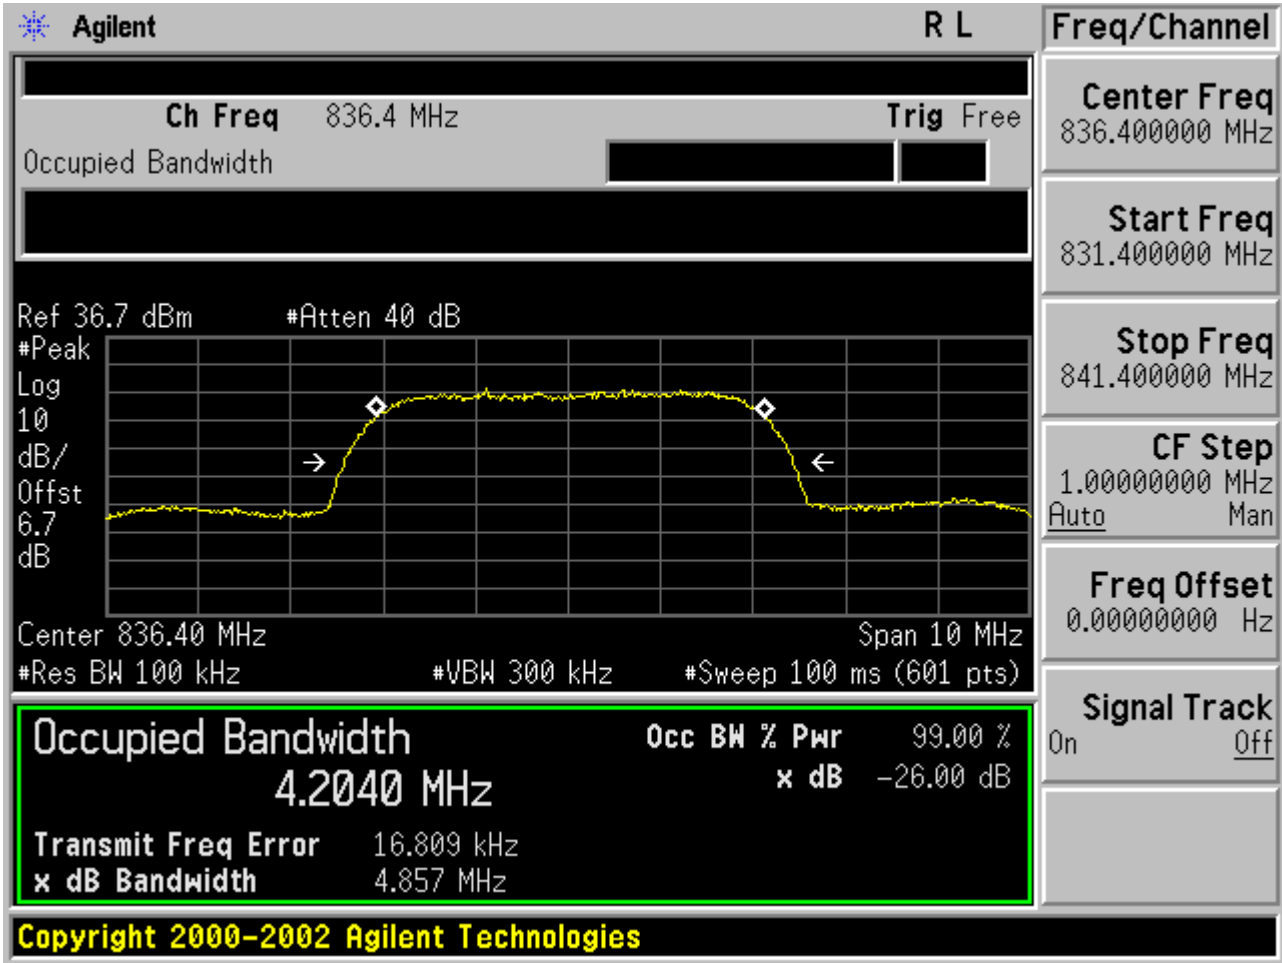 Agilent R L Freq/Channel
Ch Freq 836.4 MHz Trig Free
Occupied Bandwidth
Center Freq
836.400000 MHz
Start Freq
831.400000 MHz
Stop Freq
841.400000 MHz
CF Step
1.00000000 MHz
Auto Man
Freq Offset
0.00000000 Hz
Signal Track
On Off
Ref 36.7 dBm #Atten 40 dB
#Peak
Log
10
dB/
Offst
6.7
dB
Center 836.40 MHz Span 10 MHz
#Res BW 100 kHz #VBW 300 kHz #Sweep 100 ms (601 pts)
Occupied Bandwidth Occ BW % Pwr 99.00 %
4.2040 MHz x dB -26.00 dB
Transmit Freq Error 16.809 kHz
x dB Bandwidth 4.857 MHz
Copyright 2000-2002 Agilent Technologies